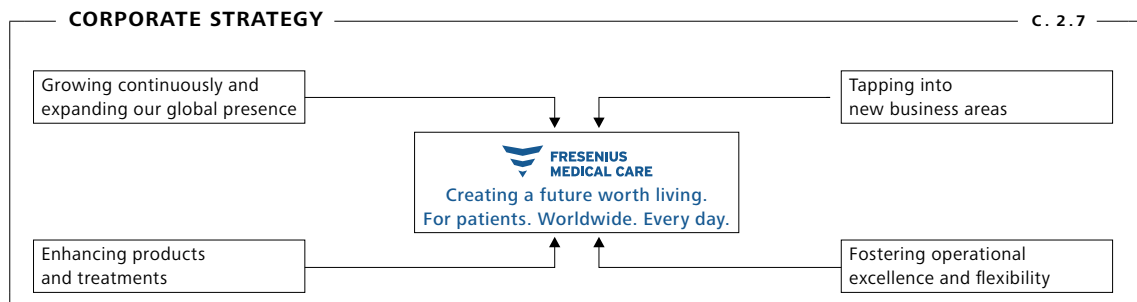 CORPORATE STRATEGY
C. 2.7
Growing continuously and
expanding our global presence
Tapping into
new business areas
FRESENIUS
MEDICAL CARE
Creating a future worth living.
For patients. Worldwide. Every day.
Enhancing products
and treatments
Fostering operational
excellence and flexibility